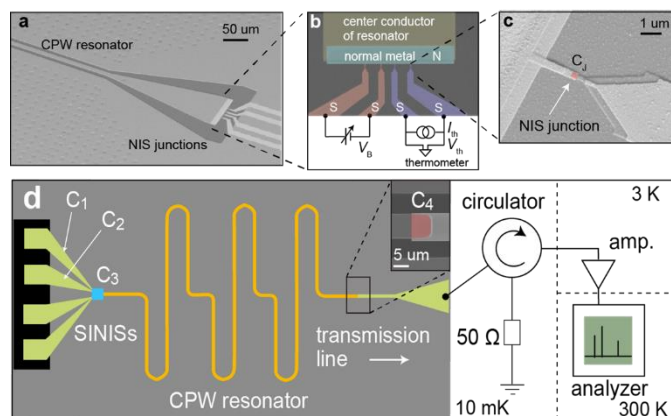 a
50 um
CPW resonator
NIS junctions
b
center conductor
of resonator
normal metal N
S S S S
V_B
I_th
V_th
thermometer
c
1 um
C_J
NIS junction
d
C_1
C_2
C_3
SINISs
CPW resonator
C_4
5 um
transmission
line
circulator
3 K
amp.
50 Ω
10 mK
analyzer
300 K